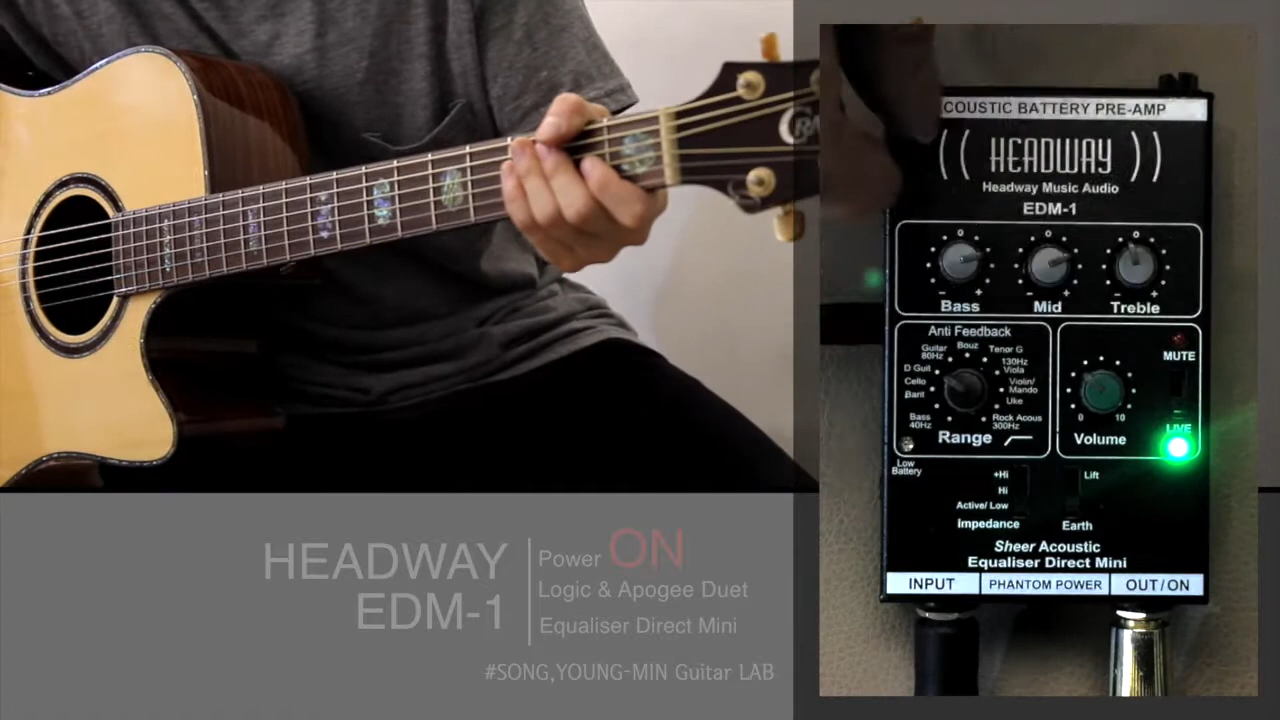 COUSTIC BATTERY PRE-AMP
HEADWAY
Headway Music Audio
EDM-1
0 0 0
- + - + - +
Bass Mid Treble
Anti Feedback
Bouz
Guitar
80Hz
Tenor G
130Hz
Viola
D Guit
Cello
Violin/
Mando
Barit
Uke
Bass
40Hz
Rock Acous
300Hz
Range
MUTE
LIVE
0 10
Volume
Low
Battery
+Hi
Hi
Active/ Low
Impedance
Lift
Earth
Sheer Acoustic
Equaliser Direct Mini
INPUT PHANTOM POWER OUT/ON
HEADWAY
EDM-1
Power ON
Logic & Apogee Duet
Equaliser Direct Mini
#SONG,YOUNG-MIN Guitar LAB